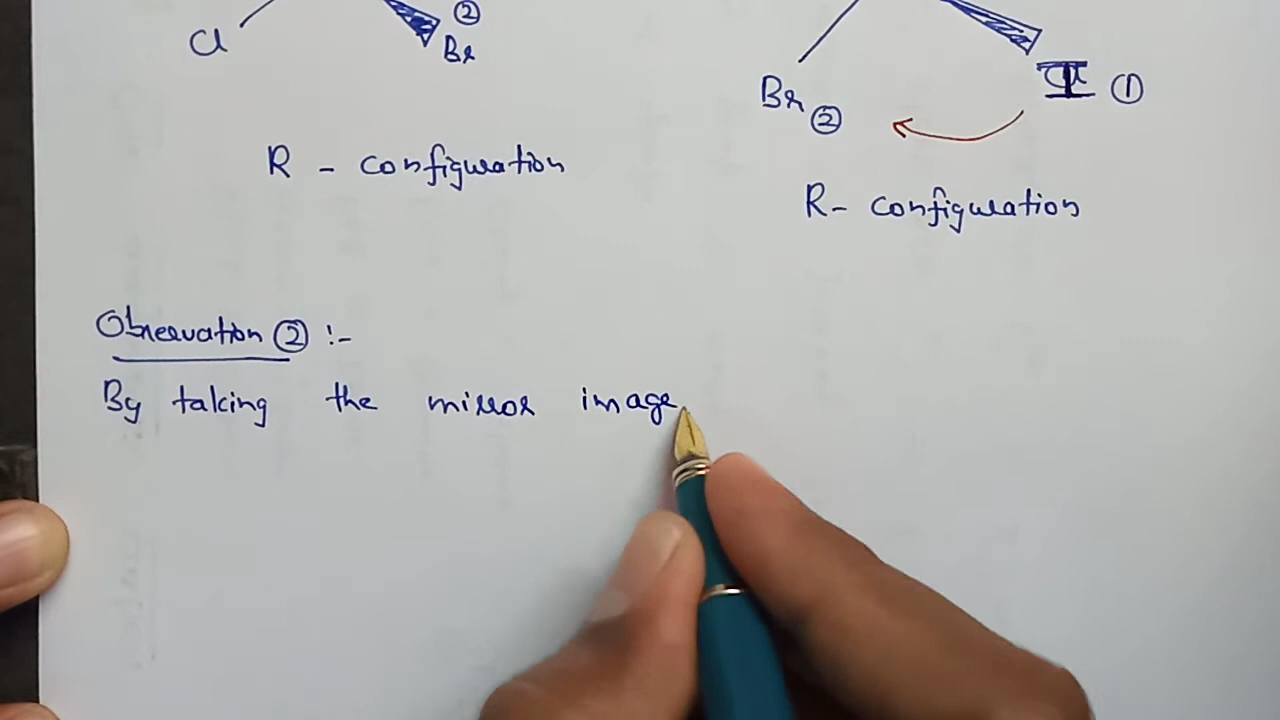 ②
Cl
Br
Br ②
I ①
R - configuration
R- configuration
Observation ② :-
By taking the mirror image